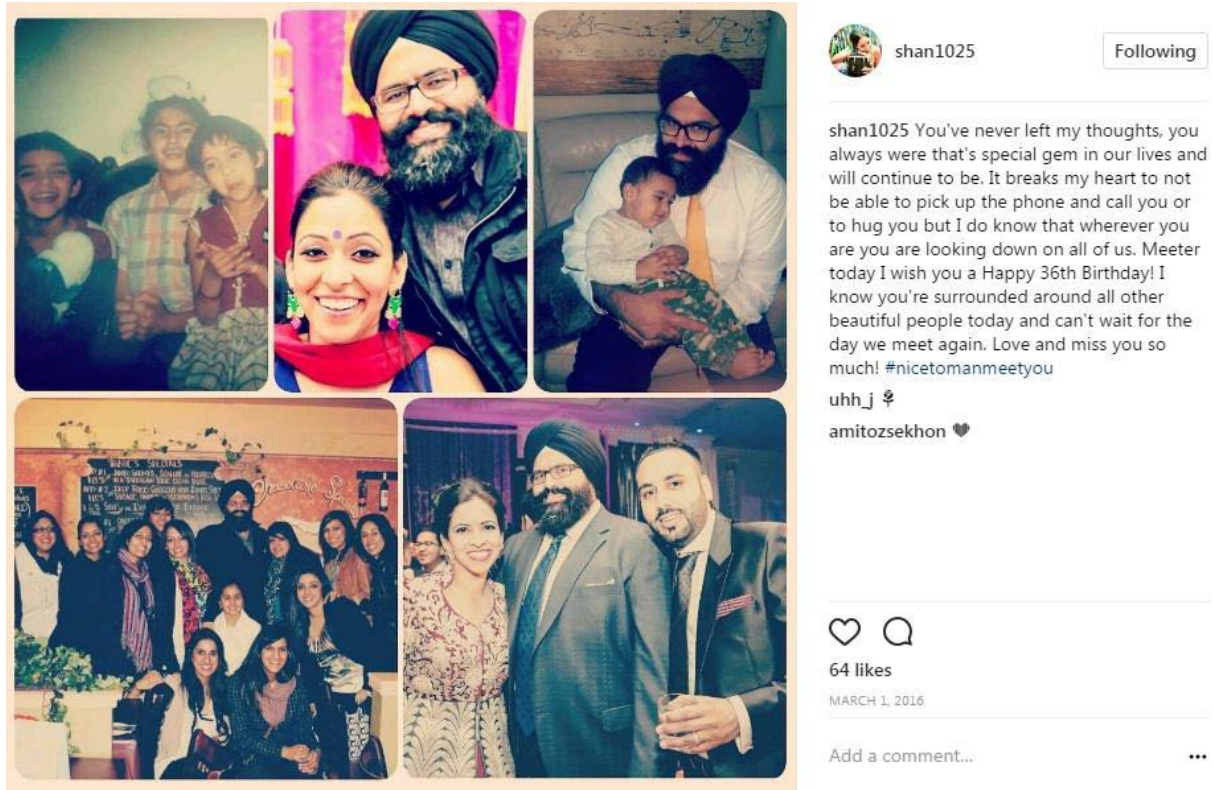 shan1025
Following
shan1025 You've never left my thoughts, you
always were that's special gem in our lives and
will continue to be. It breaks my heart to not
be able to pick up the phone and call you or
to hug you but I do know that wherever you
are you are looking down on all of us. Meeter
today I wish you a Happy 36th Birthday! I
know you're surrounded around all other
beautiful people today and can't wait for the
day we meet again. Love and miss you so
much! #nicetomanmeetyou
uhh_j
amitozsekhon
64 likes
MARCH 1, 2016
Add a comment...